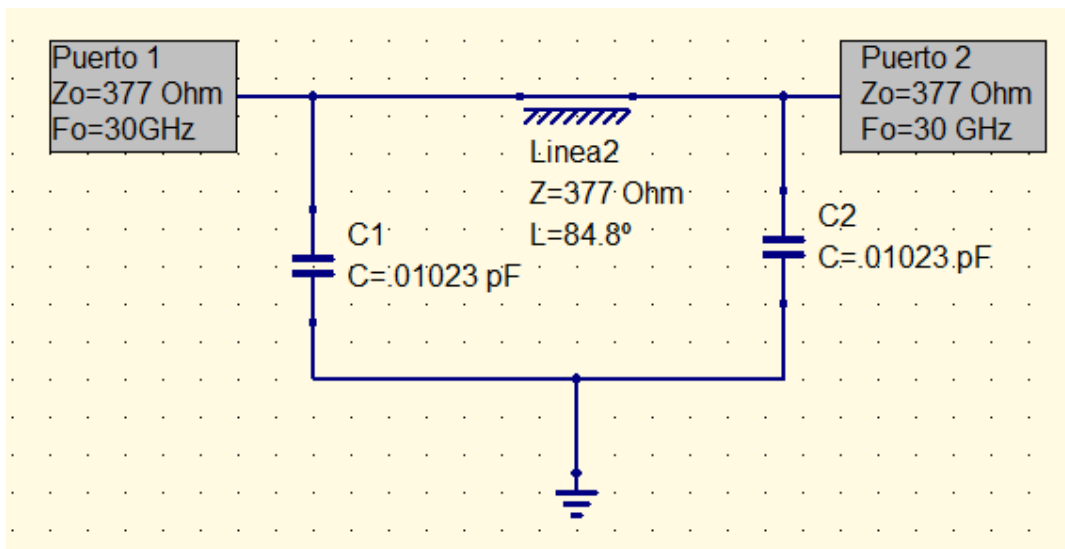 Puerto 1
Zo=377 Ohm
Fo=30GHz
Puerto 2
Zo=377 Ohm
Fo=30 GHz
Linea2
Z=377 Ohm
L=84.8º
C1
C=.01023 pF
C2
C=.01023 pF